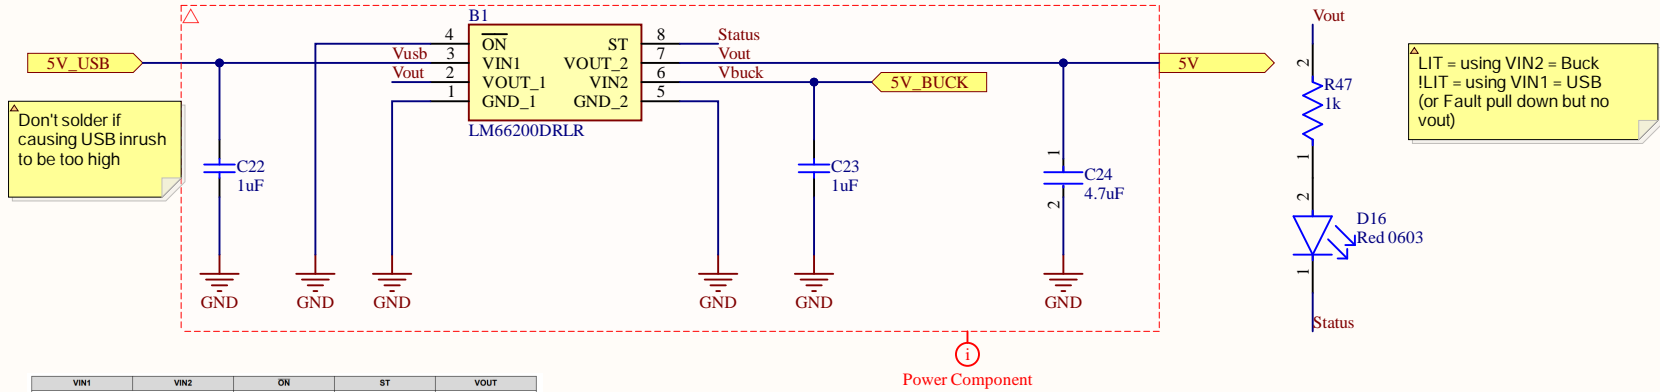 B1
Vout
4
ON
ST
8
Status
5V_USB
Vusb
3
VIN1
VOUT_2
7
Vout
5V
Vout
2
VOUT_1
VIN2
6
Vbuck
5V_BUCK
1
GND_1
GND_2
5
LM66200DRLR
2
R47
1k
1
LIT = using VIN2 = Buck
!LIT = using VIN1 = USB
(or Fault pull down but no
vout)
Don't solder if
causing USB inrush
to be too high
C22
1uF
C23
1uF
1
C24
4.7uF
2
2
D16
Red 0603
1
GND
GND
GND
GND
GND
GND
Status
i
Power Component
VIN1 VIN2 ON ST VOUT